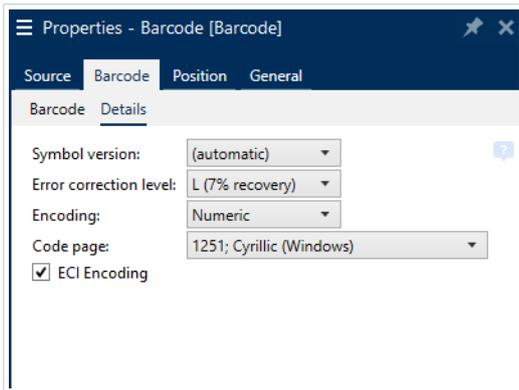 Properties - Barcode [Barcode]
Source Barcode Position General
Barcode Details
Symbol version: (automatic)
?
Error correction level: L (7% recovery)
Encoding: Numeric
Code page: 1251; Cyrillic (Windows)
ECI Encoding